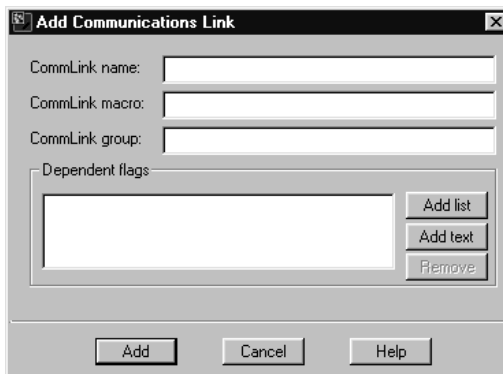 Add Communications Link
CommLink name:
CommLink macro:
CommLink group:
Dependent flags
Add list
Add text
Remove
Add Cancel Help